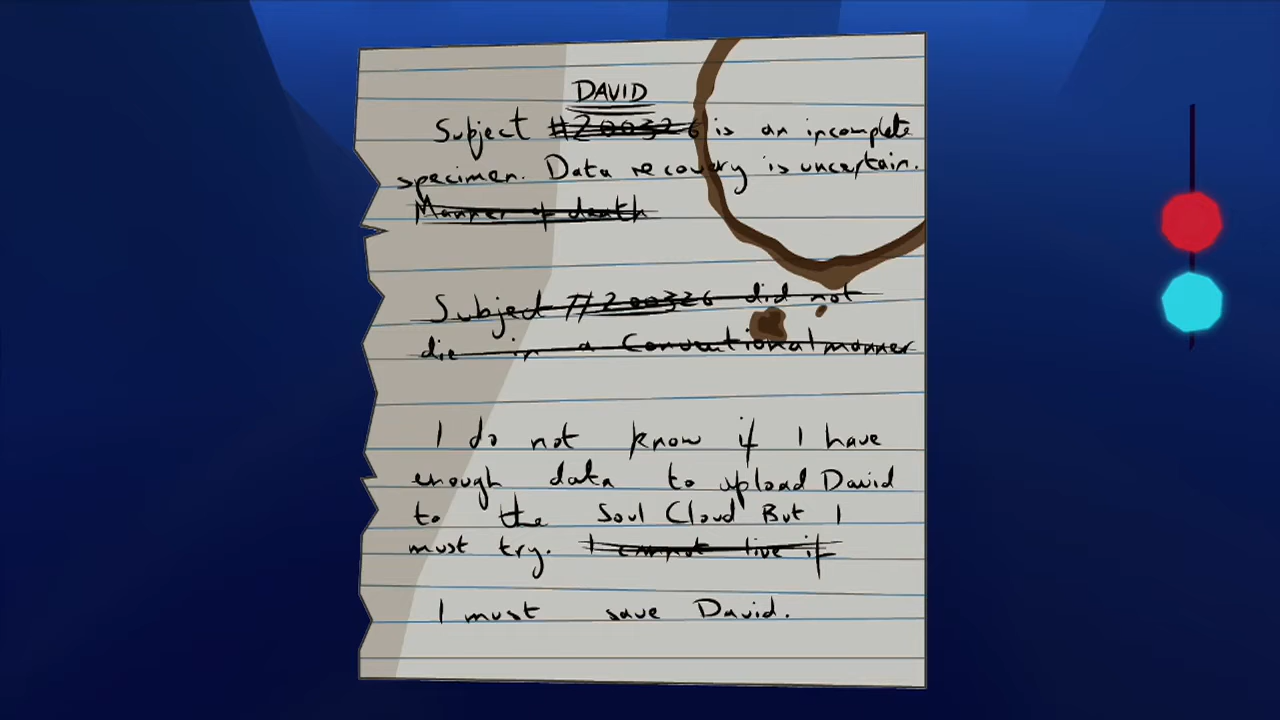 DAVID
Subject #200326 is an incomplete
specimen. Data recovery is uncertain.
Manner of death
Subject #200326 did not
die in a Conventional manner
I do not know if I have
enough data to upload David
to the Soul Cloud But I
must try. I cannot live if
I must save David.